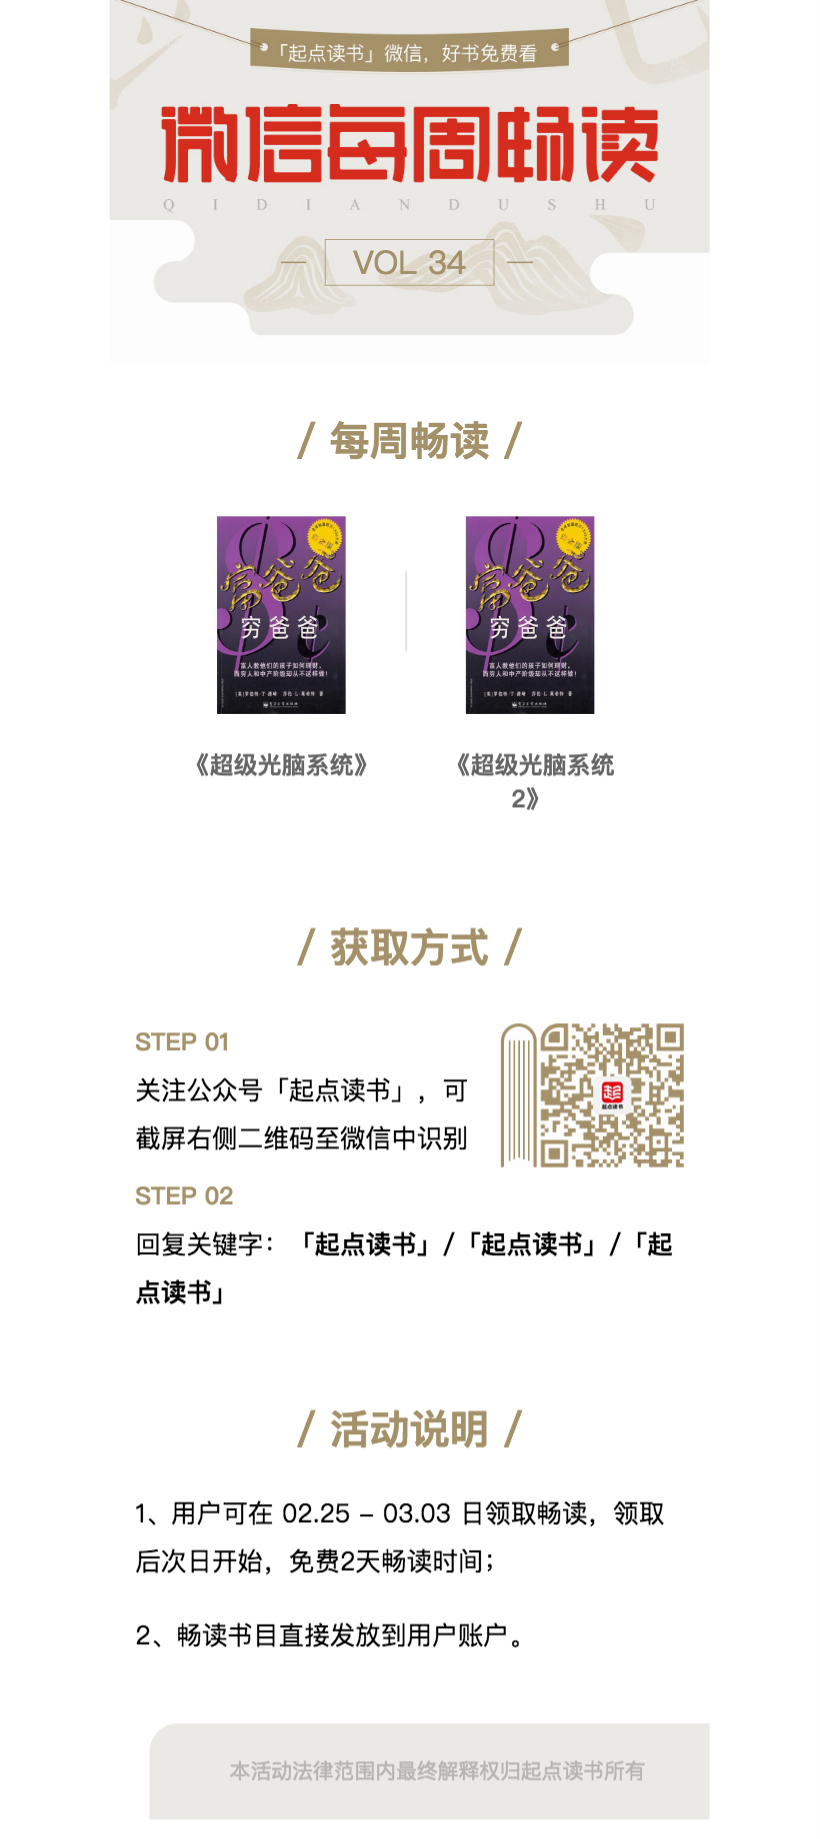 「起点读书」微信，好书免费看
微信每周畅读
QIDIANDUSHU
VOL 34
/ 每周畅读 /
富爸爸
穷爸爸
富人教他们的孩子如何理财，
而穷人和中产阶级却从不这样做！
富爸爸
穷爸爸
富人教他们的孩子如何理财，
而穷人和中产阶级却从不这样做！
《超级光脑系统》
《超级光脑系统
2》
/ 获取方式 /
STEP 01
关注公众号「起点读书」，可
截屏右侧二维码至微信中识别
起点读书
STEP 02
回复关键字：「起点读书」/「起点读书」/「起
点读书」
/ 活动说明 /
1、用户可在 02.25 – 03.03 日领取畅读，领取
后次日开始，免费2天畅读时间；
2、畅读书目直接发放到用户账户。
本活动法律范围内最终解释权归起点读书所有